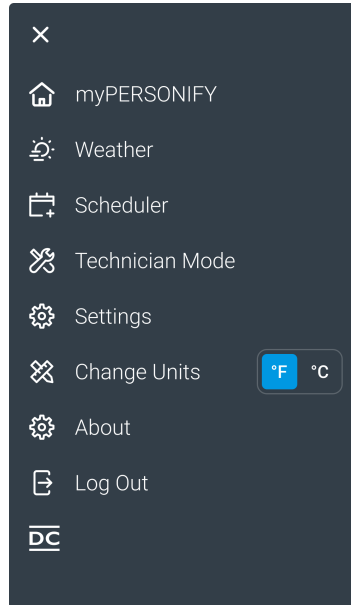 myPERSONIFY
Weather
Scheduler
Technician Mode
Settings
Change Units °F °C
About
Log Out
DC